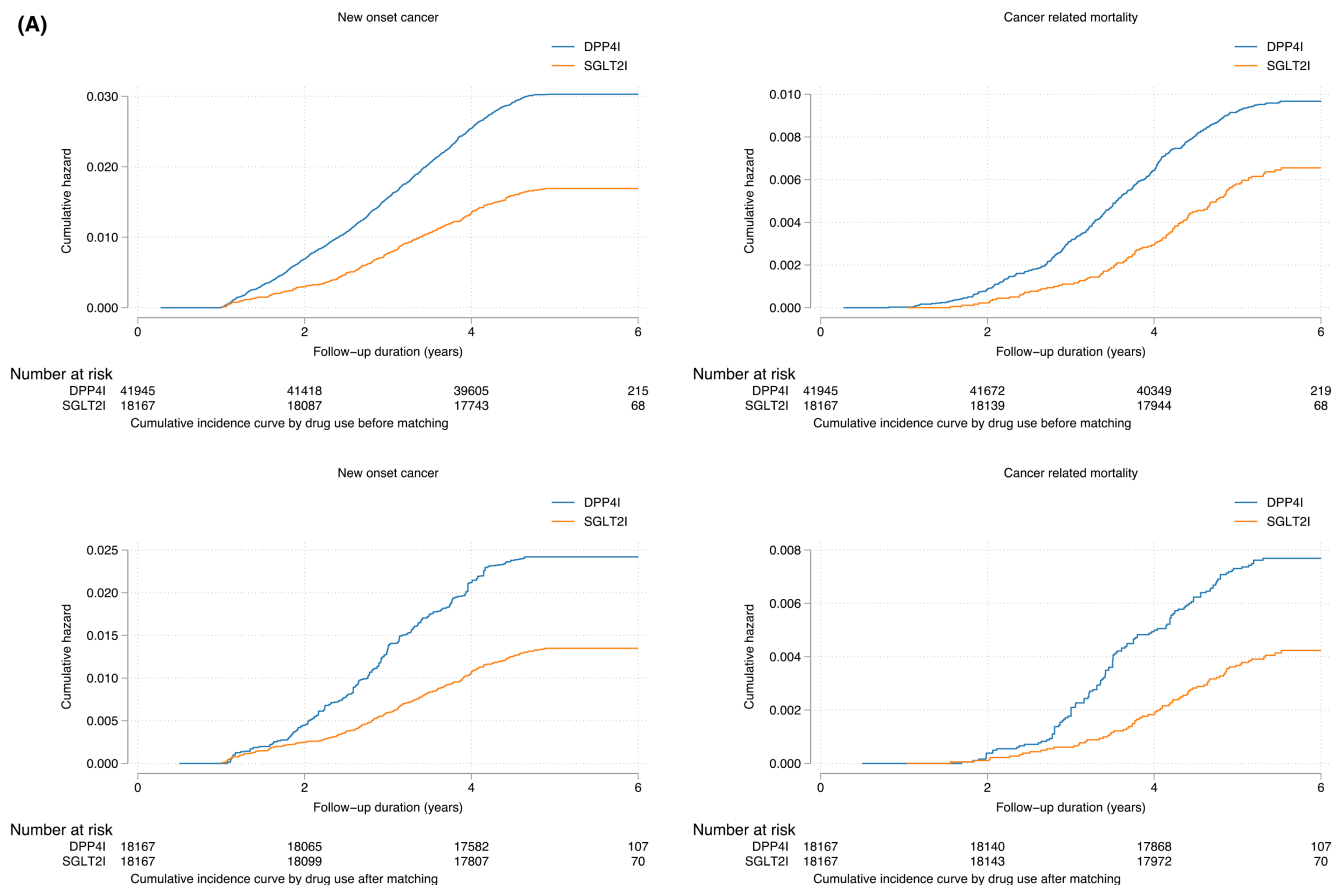 (A)
New onset cancer
DPP4I
SGLT2I
0.030
0.020
0.010
0.000
Cumulative hazard
0
2
4
6
Follow−up duration (years)
Number at risk
DPP4I 41945 41418 39605 215
SGLT2I 18167 18087 17743 68
Cumulative incidence curve by drug use before matching
Cancer related mortality
DPP4I
SGLT2I
0.010
0.008
0.006
0.004
0.002
0.000
Cumulative hazard
0
2
4
6
Follow−up duration (years)
Number at risk
DPP4I 41945 41672 40349 219
SGLT2I 18167 18139 17944 68
Cumulative incidence curve by drug use before matching
New onset cancer
DPP4I
SGLT2I
0.025
0.020
0.015
0.010
0.005
0.000
Cumulative hazard
0
2
4
6
Follow−up duration (years)
Number at risk
DPP4I 18167 18065 17582 107
SGLT2I 18167 18099 17807 70
Cumulative incidence curve by drug use after matching
Cancer related mortality
DPP4I
SGLT2I
0.008
0.006
0.004
0.002
0.000
Cumulative hazard
0
2
4
6
Follow−up duration (years)
Number at risk
DPP4I 18167 18140 17868 107
SGLT2I 18167 18143 17972 70
Cumulative incidence curve by drug use after matching